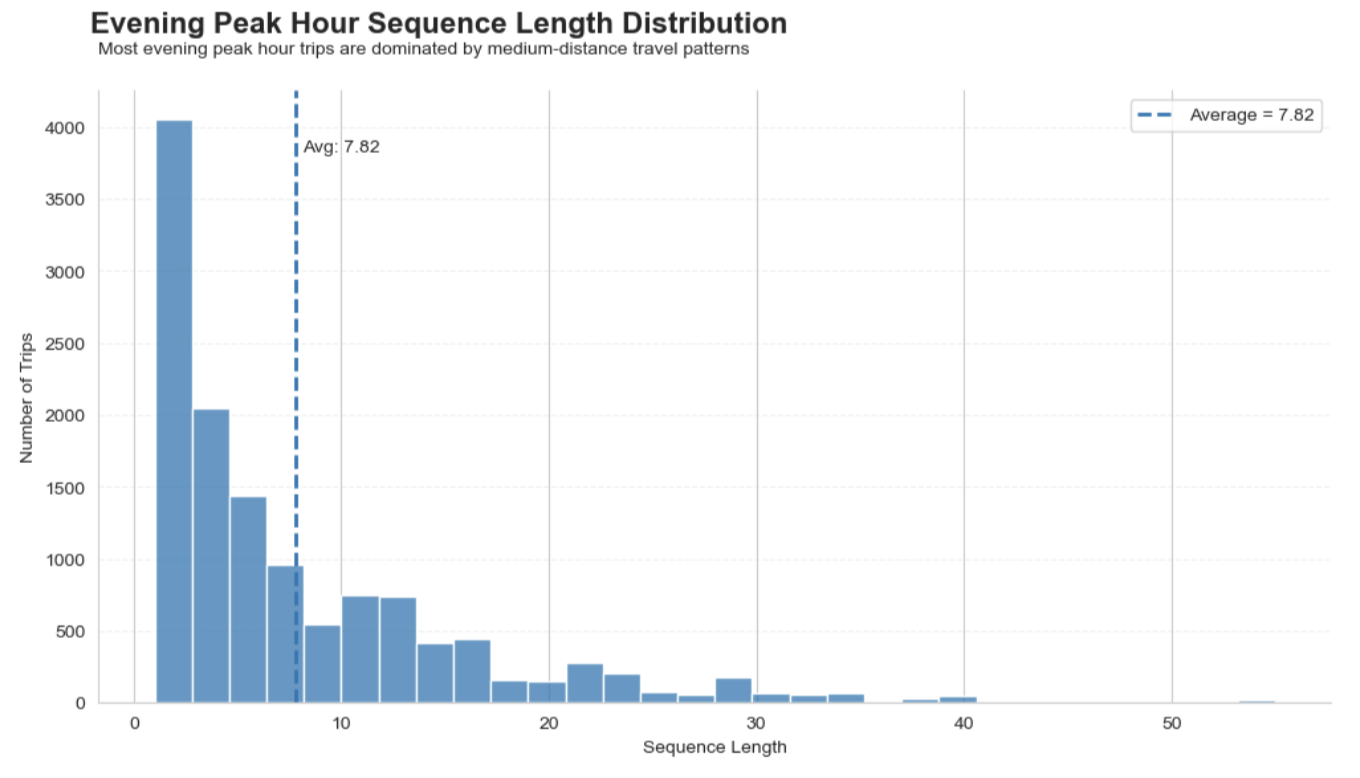 Evening Peak Hour Sequence Length Distribution
Most evening peak hour trips are dominated by medium-distance travel patterns
Average = 7.82
Avg: 7.82
Number of Trips
4000
3500
3000
2500
2000
1500
1000
500
0
0 10 20 30 40 50
Sequence Length